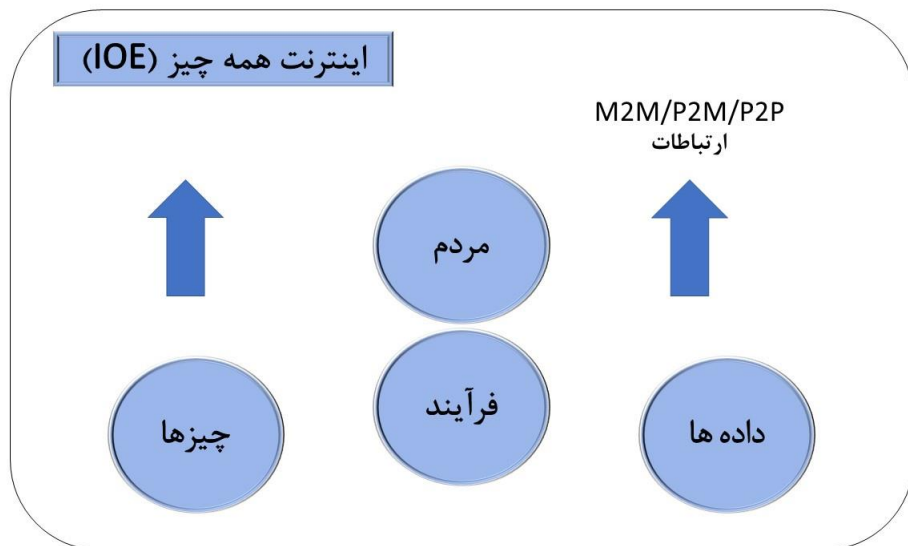 اینترنت همه چیز (IOE)
M2M/P2M/P2P
ارتباطات
مردم
فرآیند
چیزها
داده ها